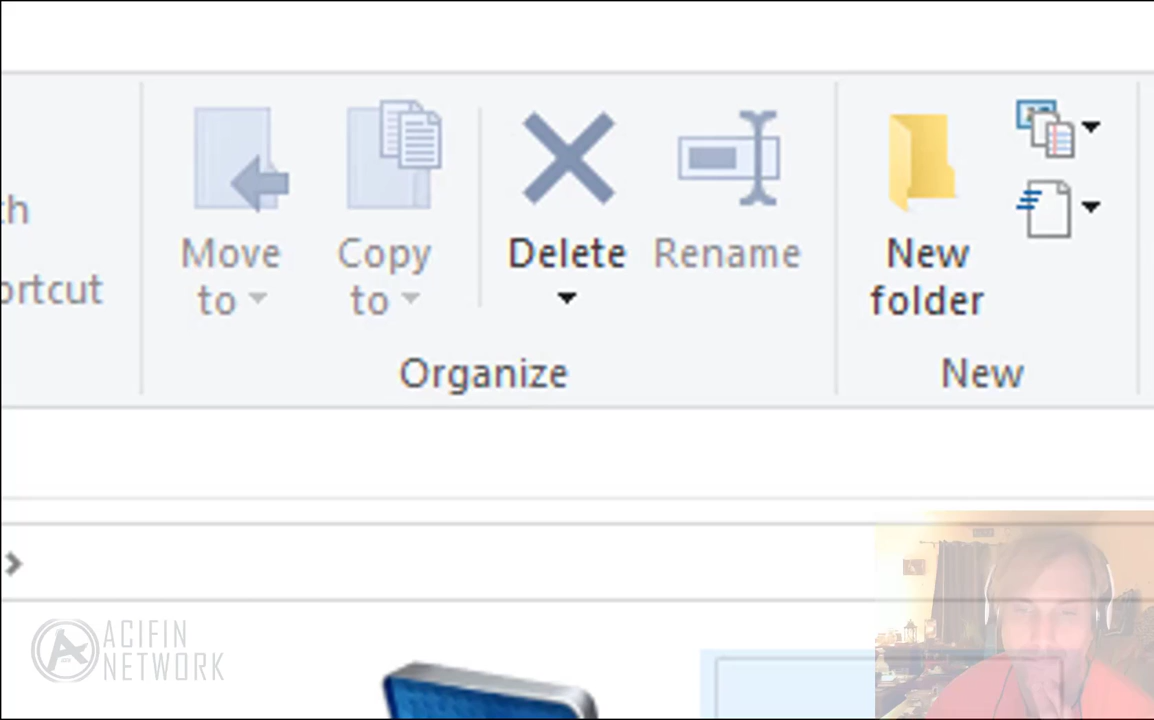 th
ortcut
Move
to
Copy
to
Delete
Rename
Organize
New
folder
New
ACIFIN
NETWORK